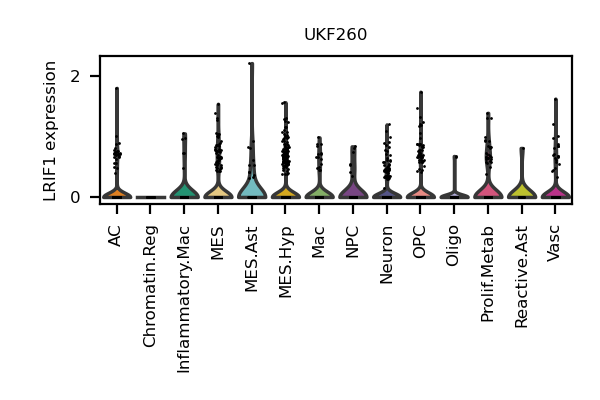 UKF260
LRIF1 expression
2
0
AC
Chromatin.Reg
Inflammatory.Mac
MES
MES.Ast
MES.Hyp
Mac
NPC
Neuron
OPC
Oligo
Prolif.Metab
Reactive.Ast
Vasc